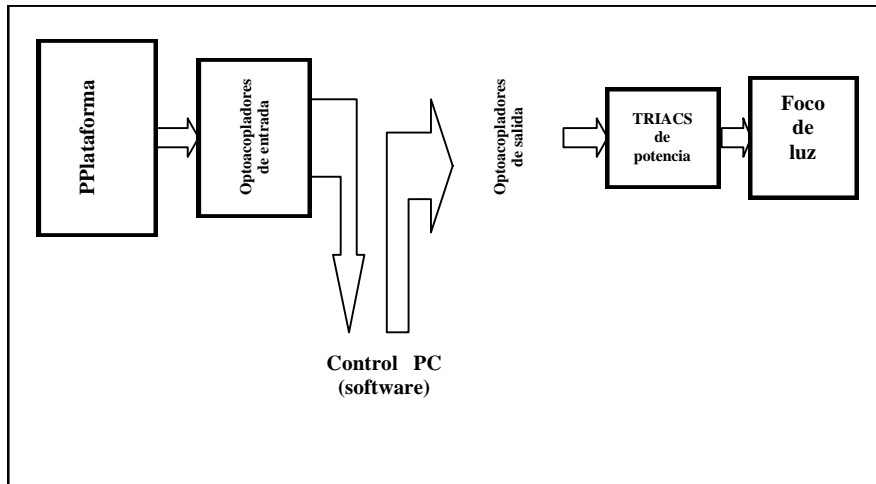 PPlataforma
Optoacopladores
de entrada
Control PC
(software)
Optoacopladores
de salida
TRIACS
de
potencia
Foco
de
luz